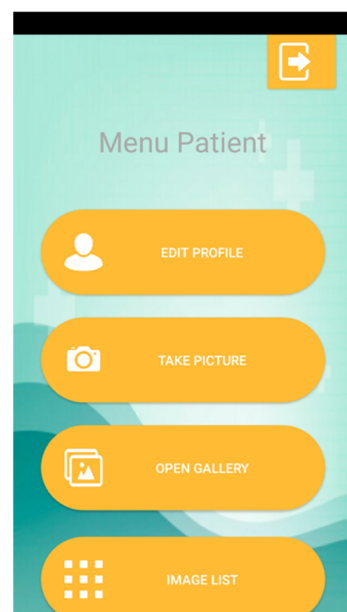 Menu Patient
EDIT PROFILE
TAKE PICTURE
OPEN GALLERY
IMAGE LIST